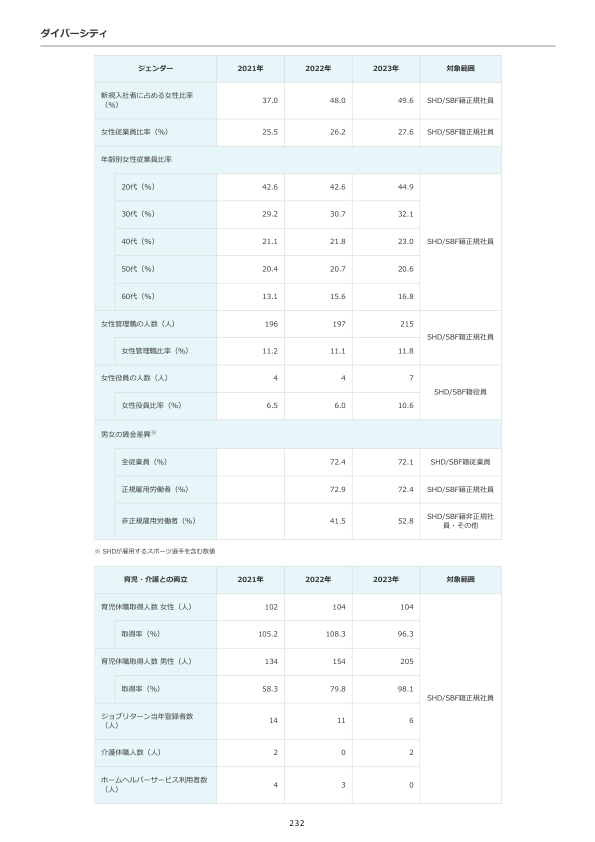 ダイバーシティ
ジェンダー 2021年 2022年 2023年 対象範囲
新規入社者に占める女性比率
（%） 37.0 48.0 49.6 SHD/SBF籍正規社員
女性従業員比率（%） 25.5 26.2 27.6 SHD/SBF籍正規社員
年齢別女性従業員比率
20代（%） 42.6 42.6 44.9
30代（%） 29.2 30.7 32.1
40代（%） 21.1 21.8 23.0 SHD/SBF籍正規社員
50代（%） 20.4 20.7 20.6
60代（%） 13.1 15.6 16.8
女性管理職の人数（人） 196 197 215
SHD/SBF籍正規社員
女性管理職比率（%） 11.2 11.1 11.8
女性役員の人数（人） 4 4 7
SHD/SBF籍役員
女性役員比率（%） 6.5 6.0 10.6
男女の賃金差異※
全従業員（%） 72.4 72.1 SHD/SBF籍従業員
正規雇用労働者（%） 72.9 72.4 SHD/SBF籍正規社員
非正規雇用労働者（%） 41.5 52.8 SHD/SBF籍非正規社
員・その他
※ SHDが雇用するスポーツ選手を含む数値
育児・介護との両立 2021年 2022年 2023年 対象範囲
育児休職取得人数 女性（人） 102 104 104
取得率（%） 105.2 108.3 96.3
育児休職取得人数 男性（人） 134 154 205
取得率（%） 58.3 79.8 98.1
SHD/SBF籍正規社員
ジョブリターン当年登録者数
（人） 14 11 6
介護休職人数（人） 2 0 2
ホームヘルパーサービス利用者数
（人） 4 3 0
232